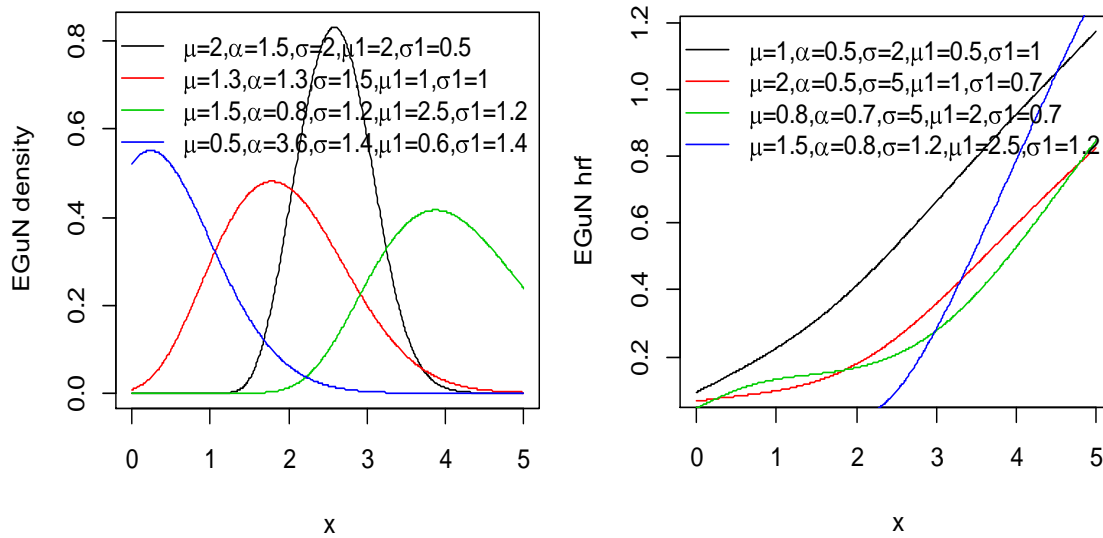 EGuN density
0.0
0.2
0.4
0.6
0.8
μ=2,α=1.5,σ=2,μ1=2,σ1=0.5
μ=1.3,α=1.3,σ=1.5,μ1=1,σ1=1
μ=1.5,α=0.8,σ=1.2,μ1=2.5,σ1=1.2
μ=0.5,α=3.6,σ=1.4,μ1=0.6,σ1=1.4
0 1 2 3 4 5
x
EGuN hrf
0.2
0.4
0.6
0.8
1.0
1.2
μ=1,α=0.5,σ=2,μ1=0.5,σ1=1
μ=2,α=0.5,σ=5,μ1=1,σ1=0.7
μ=0.8,α=0.7,σ=5,μ1=2,σ1=0.7
μ=1.5,α=0.8,σ=1.2,μ1=2.5,σ1=1.2
0 1 2 3 4 5
x